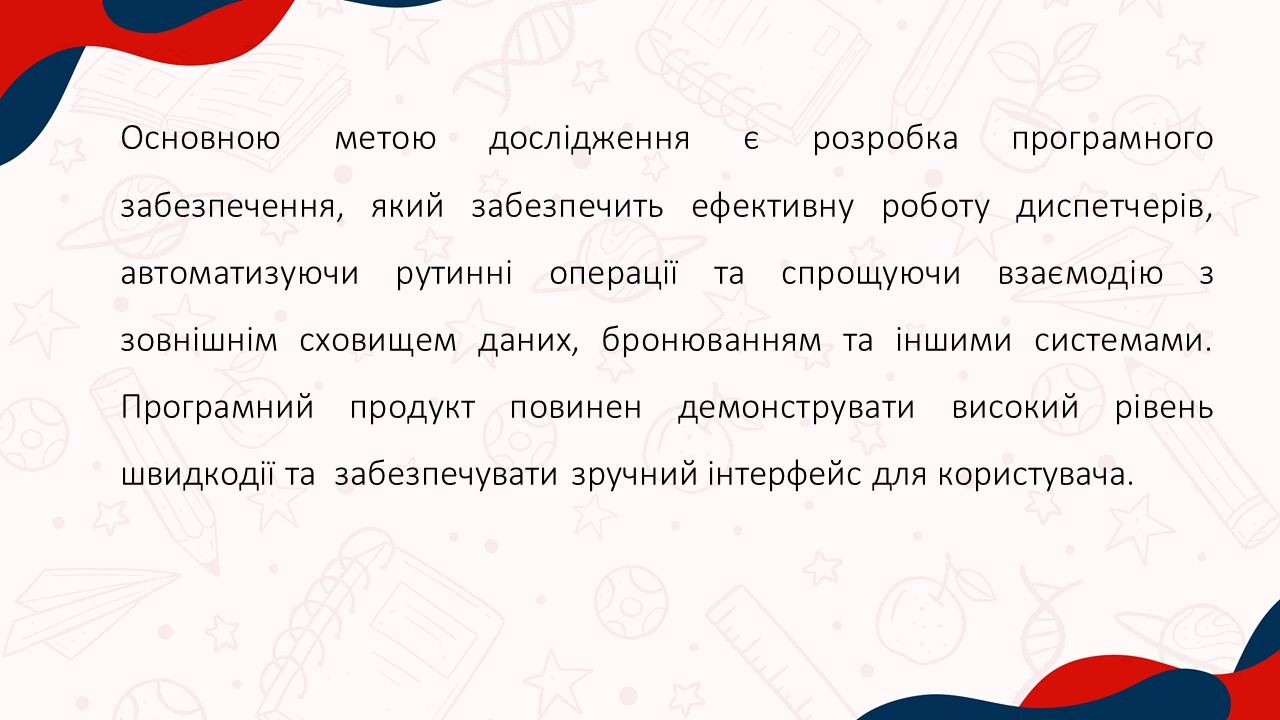 Основною метою дослідження є розробка програмного
забезпечення, який забезпечить ефективну роботу диспетчерів,
автоматизуючи рутинні операції та спрощуючи взаємодію з
зовнішнім сховищем даних, бронюванням та іншими системами.
Програмний продукт повинен демонструвати високий рівень
швидкодії та забезпечувати зручний інтерфейс для користувача.